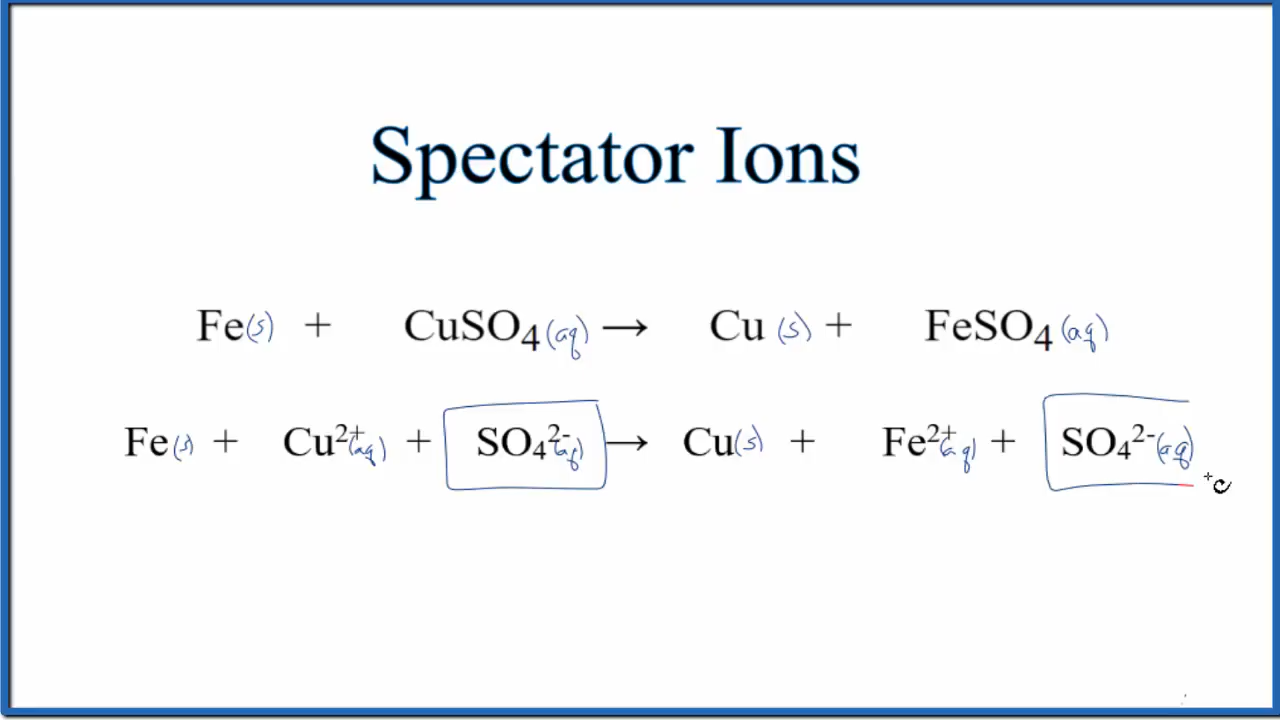 Spectator Ions
Fe(s) + CuSO₄(aq) → Cu(s) + FeSO₄(aq)
Fe(s) + Cu²⁺(aq) + SO₄²⁻(aq) → Cu(s) + Fe²⁺(aq) + SO₄²⁻(aq)